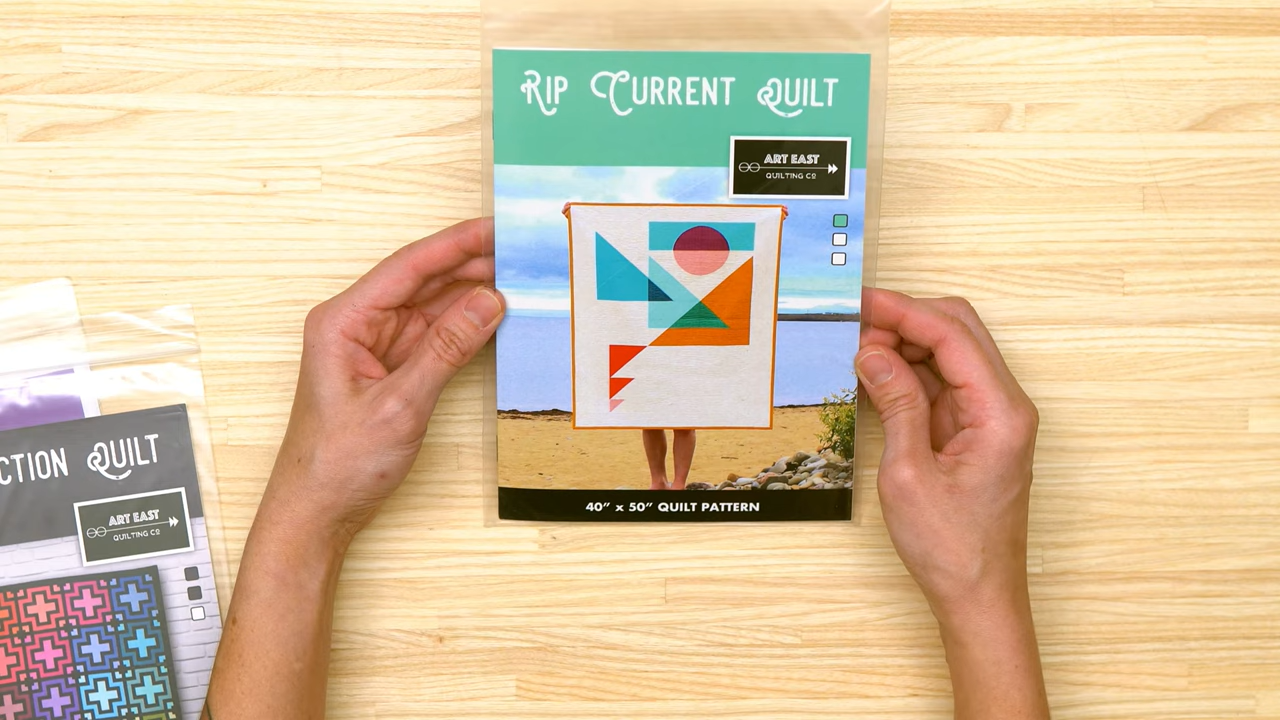 RIP CURRENT QUILT
ART EAST
QUILTING CO
40" x 50" QUILT PATTERN
CTION QUILT
ART EAST
QUILTING CO